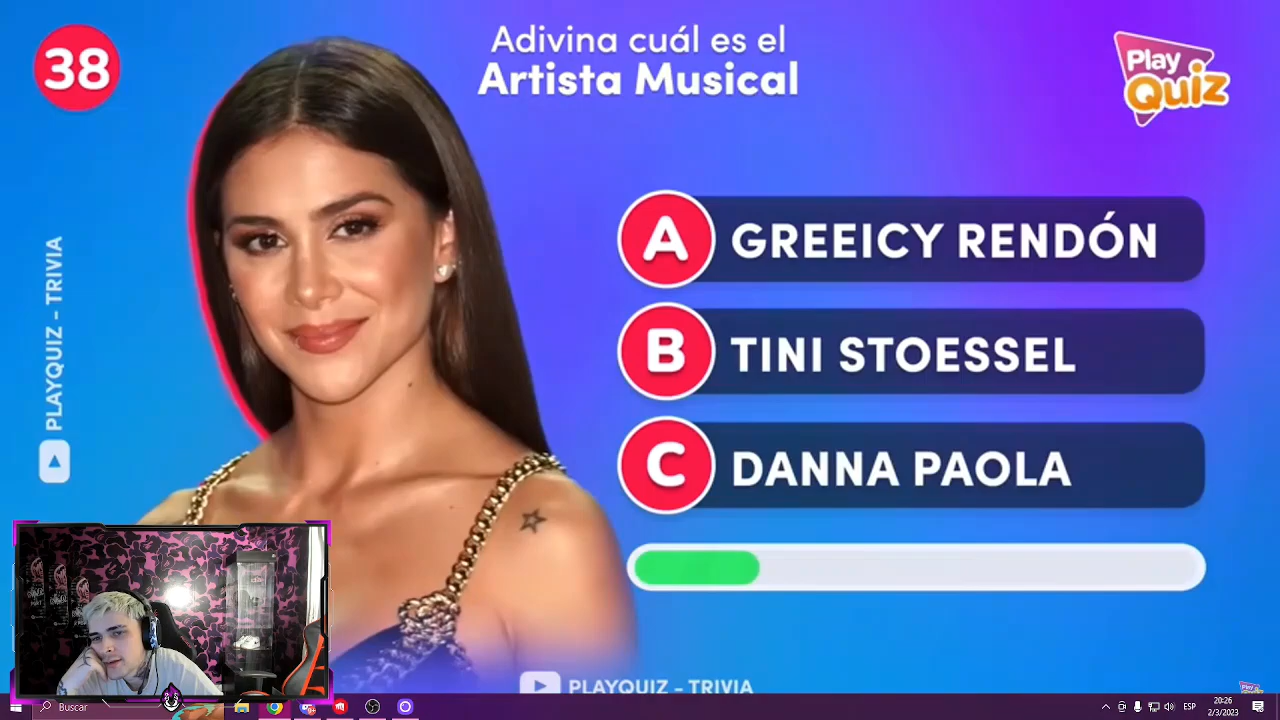 38
Adivina cuál es el
Artista Musical
Play
Quiz
PLAYQUIZ - TRIVIA
A GREEICY RENDÓN
B TINI STOESSEL
C DANNA PAOLA
PLAYQUIZ - TRIVIA
Buscar
ESP
20:26
2/3/2023